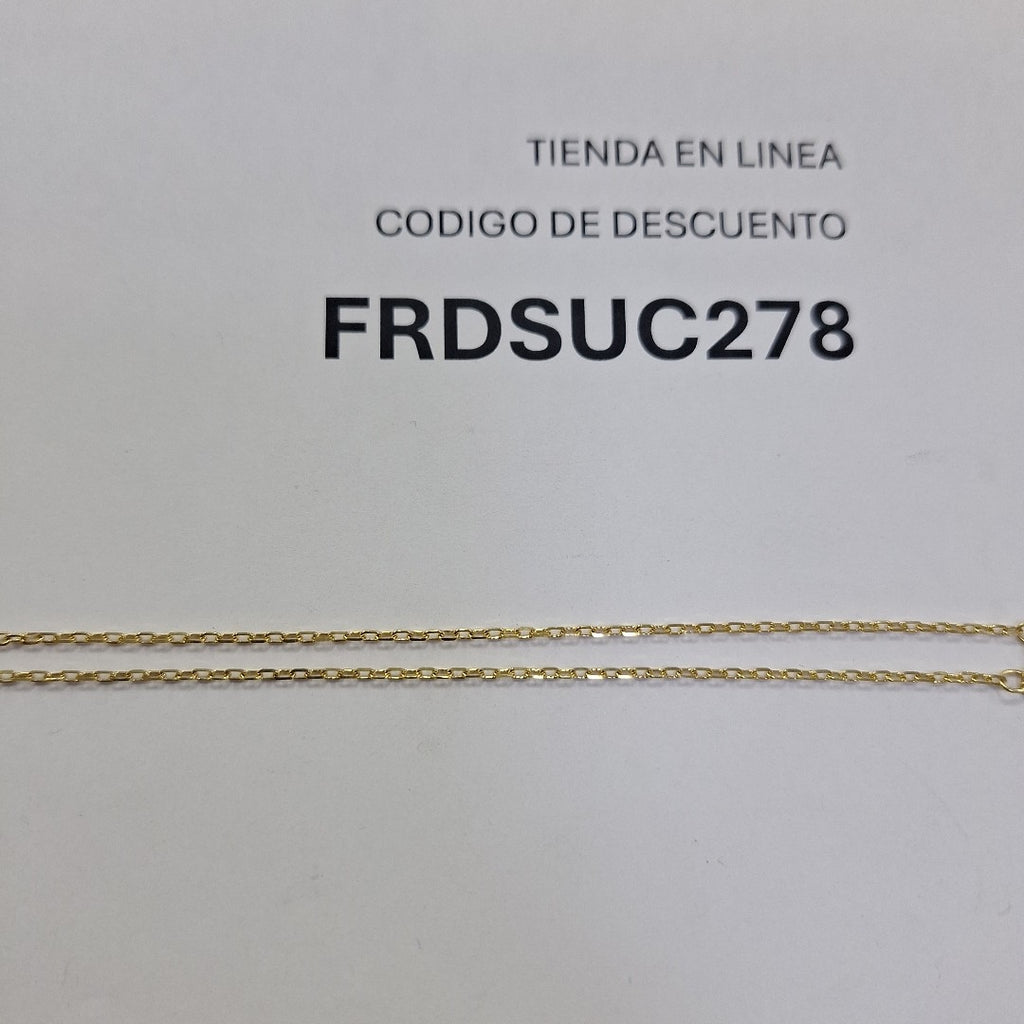 TIENDA EN LINEA
CODIGO DE DESCUENTO
FRDSUC278